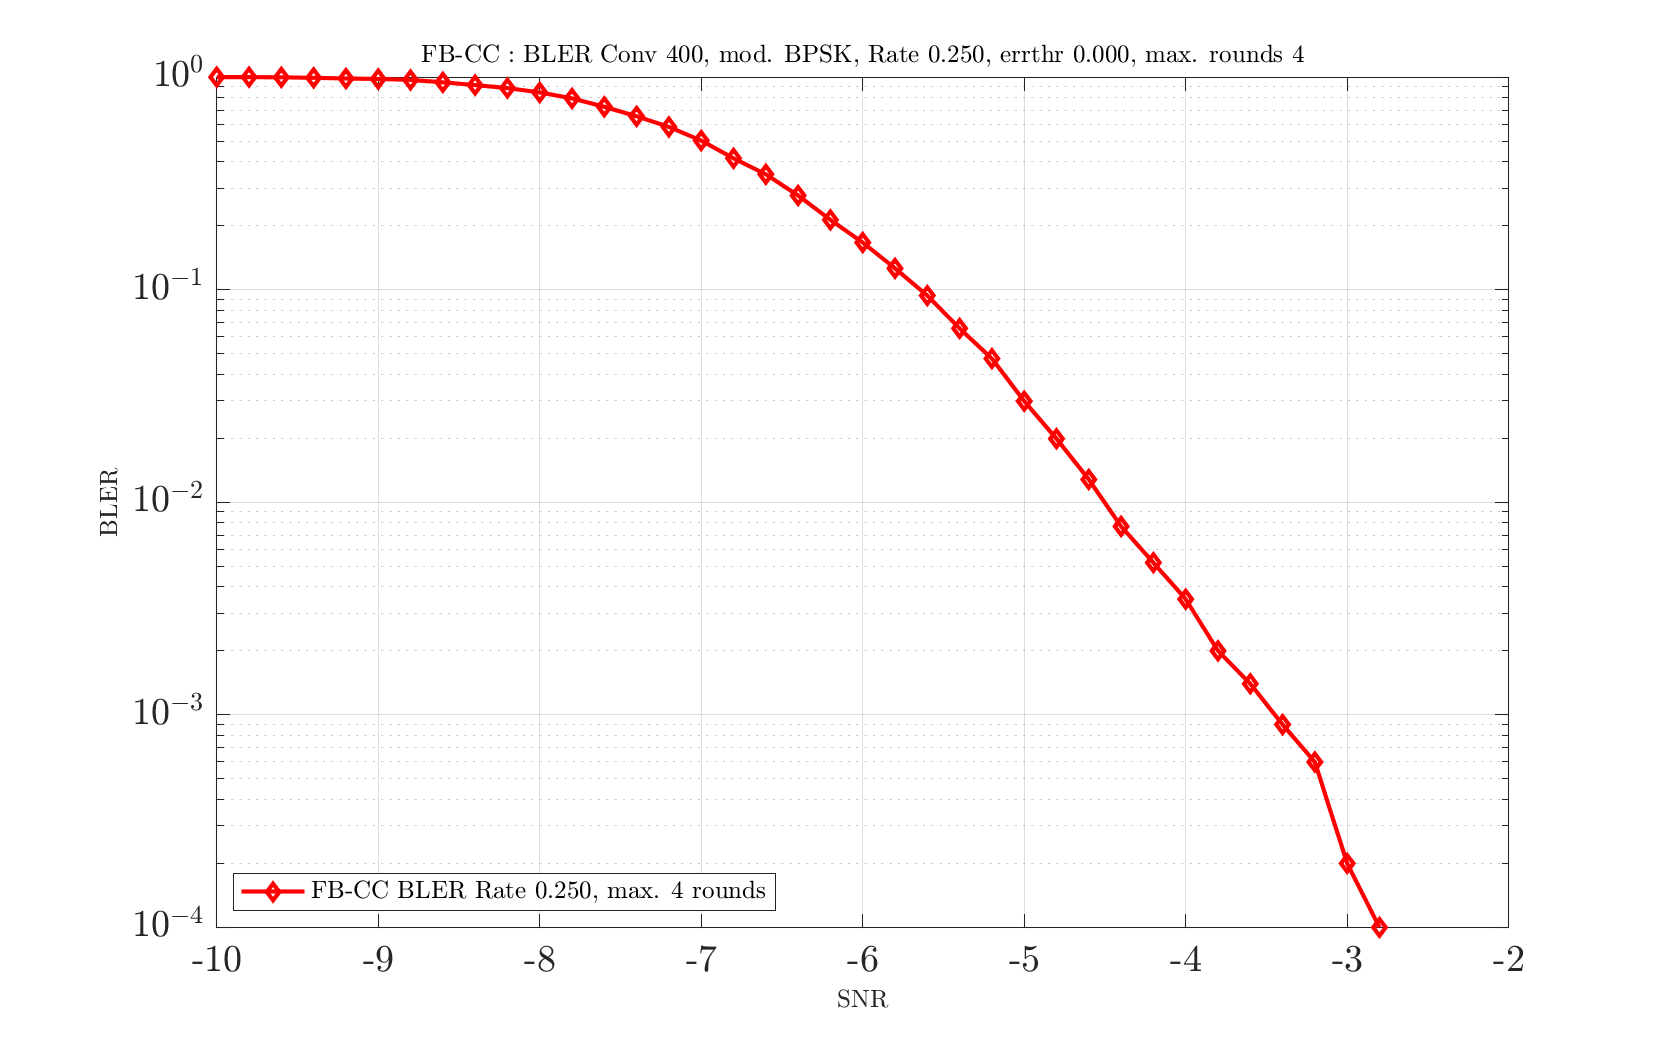 FB-CC : BLER Conv 400, mod. BPSK, Rate 0.250, errthr 0.000, max. rounds 4
10^0
10^-1
10^-2
10^-3
10^-4
BLER
FB-CC BLER Rate 0.250, max. 4 rounds
-10 -9 -8 -7 -6 -5 -4 -3 -2
SNR